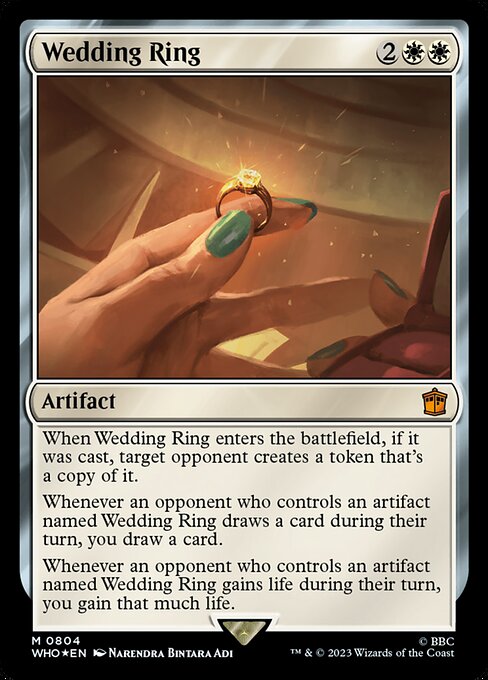 Wedding Ring 2
Artifact
When Wedding Ring enters the battlefield, if it
was cast, target opponent creates a token that's
a copy of it.
Whenever an opponent who controls an artifact
named Wedding Ring draws a card during their
turn, you draw a card.
Whenever an opponent who controls an artifact
named Wedding Ring gains life during their turn,
you gain that much life.
M 0804 © BBC
WHO★EN Narendra Bintara Adi ™ & © 2023 Wizards of the Coast